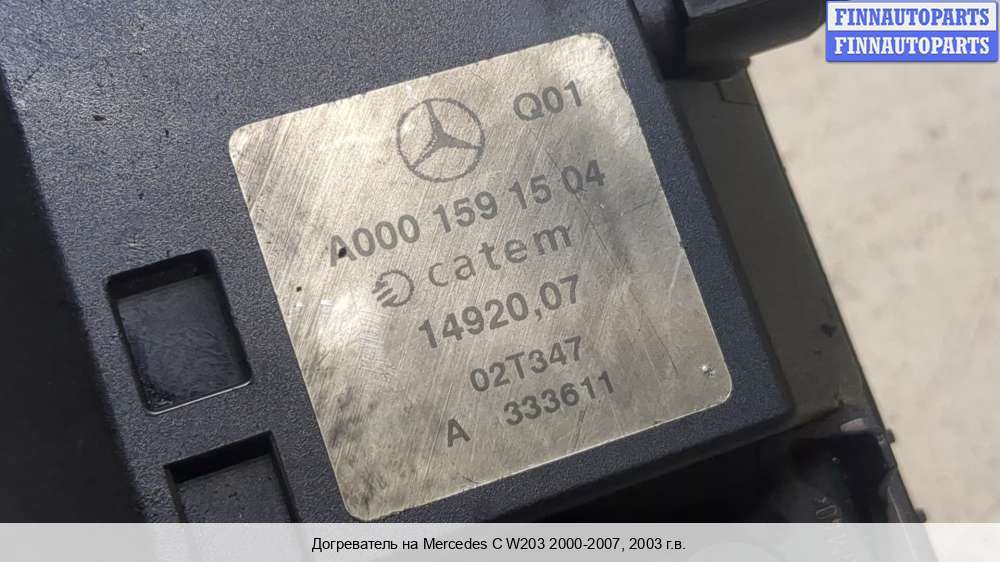 FINNAUTOPARTS
FINNAUTOPARTS
Q01
A000 159 15 04
catem
14920,07
02T347
A 333611
Догреватель на Mercedes C W203 2000-2007, 2003 г.в.